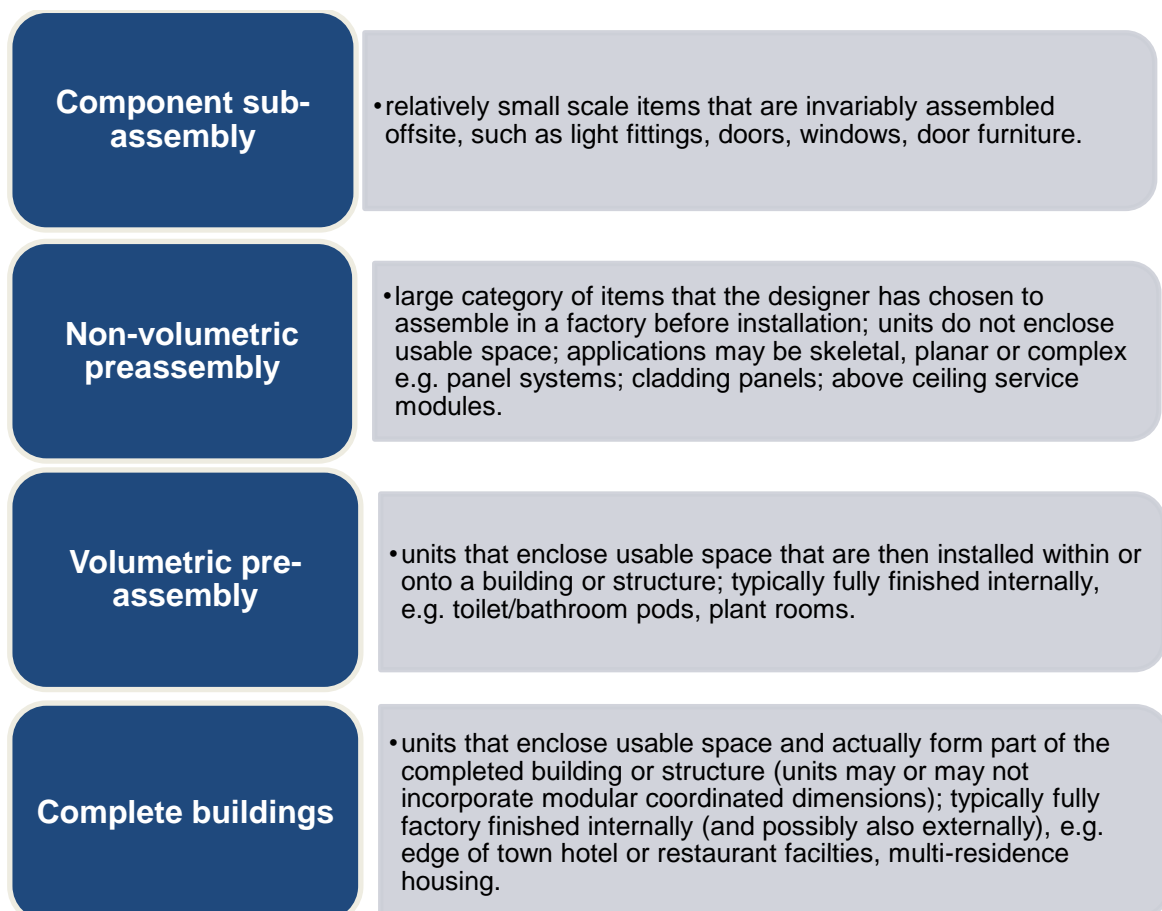 Component sub-
assembly
•relatively small scale items that are invariably assembled
offsite, such as light fittings, doors, windows, door furniture.
Non-volumetric
preassembly
•large category of items that the designer has chosen to
assemble in a factory before installation; units do not enclose
usable space; applications may be skeletal, planar or complex
e.g. panel systems; cladding panels; above ceiling service
modules.
Volumetric pre-
assembly
•units that enclose usable space that are then installed within or
onto a building or structure; typically fully finished internally,
e.g. toilet/bathroom pods, plant rooms.
Complete buildings
•units that enclose usable space and actually form part of the
completed building or structure (units may or may not
incorporate modular coordinated dimensions); typically fully
factory finished internally (and possibly also externally), e.g.
edge of town hotel or restaurant facilties, multi-residence
housing.